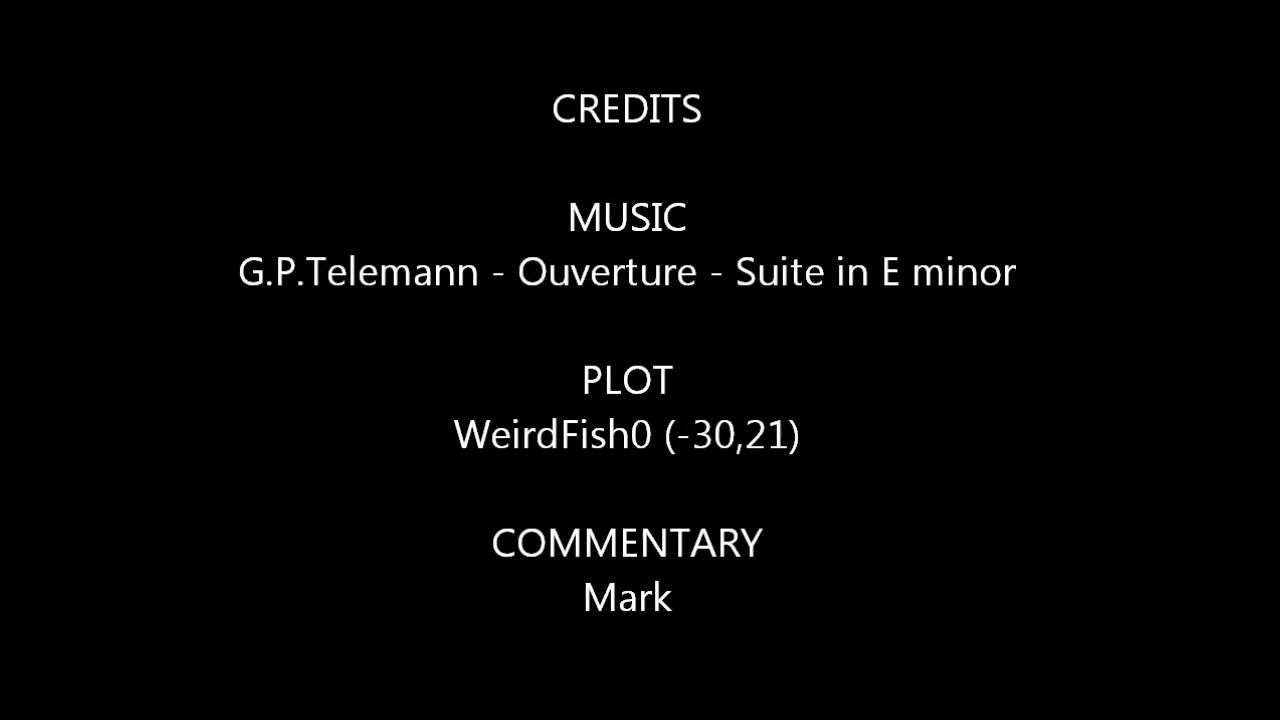 CREDITS
MUSIC
G.P.Telemann - Ouverture - Suite in E minor
PLOT
WeirdFish0 (-30,21)
COMMENTARY
Mark